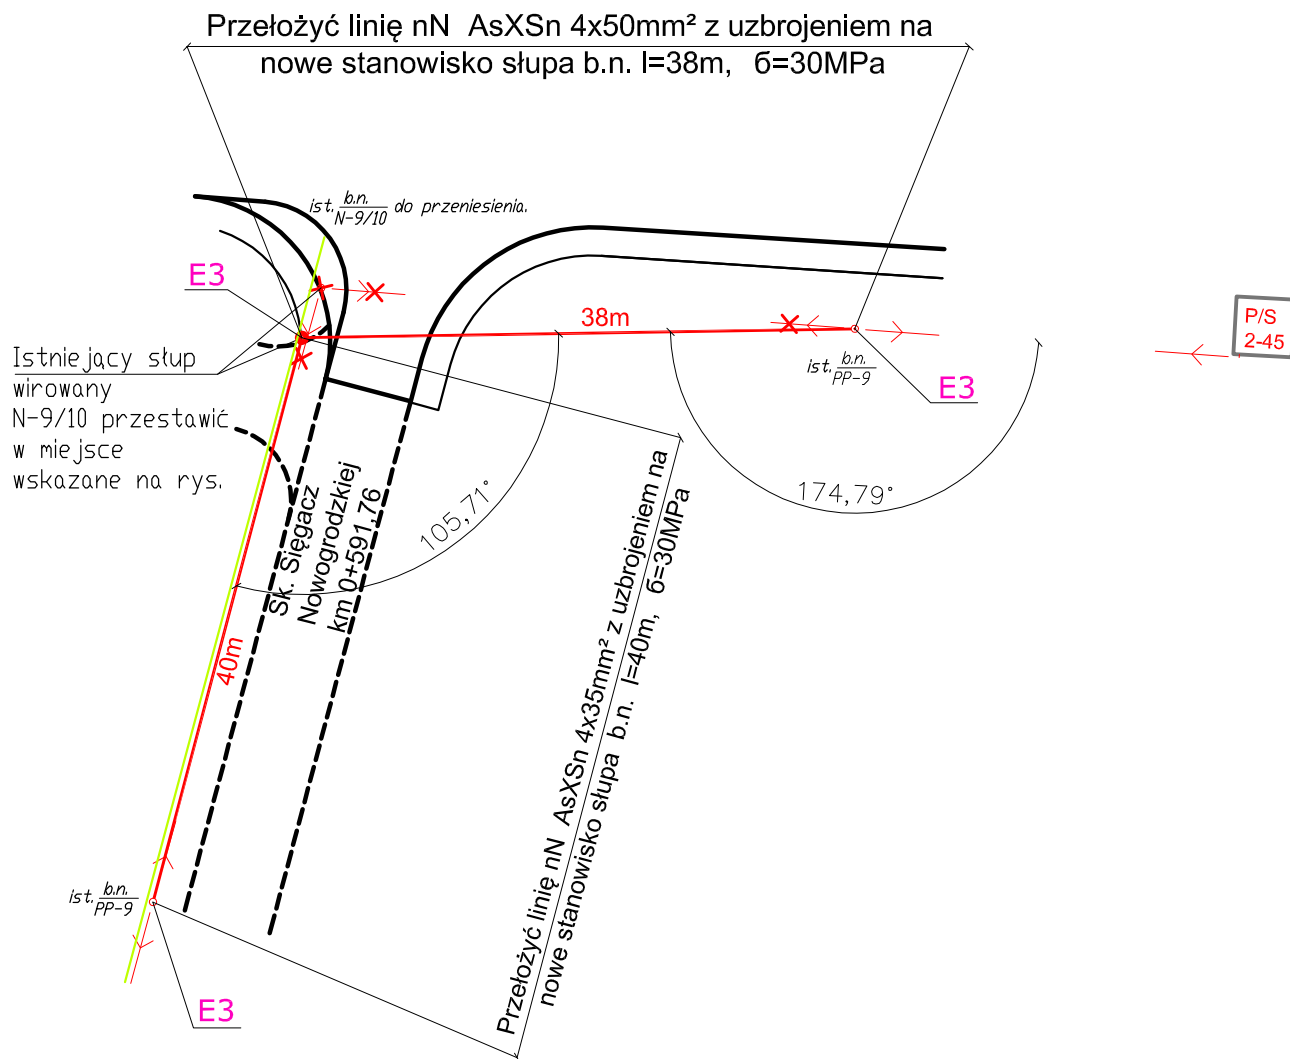 Przełożyć linię nN AsXSn 4x50mm² z uzbrojeniem na
nowe stanowisko słupa b.n. l=38m, б=30MPa
ist. b.n.
N-9/10 do przeniesienia.
E3
38m
P/S
2-45
ist. b.n.
PP-9
E3
Istniejący słup
wirowany
N-9/10 przestawić
w miejsce
wskazane na rys.
105,71°
174,79°
Sk. Sięgacz
Nowogrodzkiej
km 0+591,76
40m
Przełożyć linię nN AsXSn 4x35mm² z uzbrojeniem na
nowe stanowisko słupa b.n. l=40m, б=30MPa
ist. b.n.
PP-9
E3